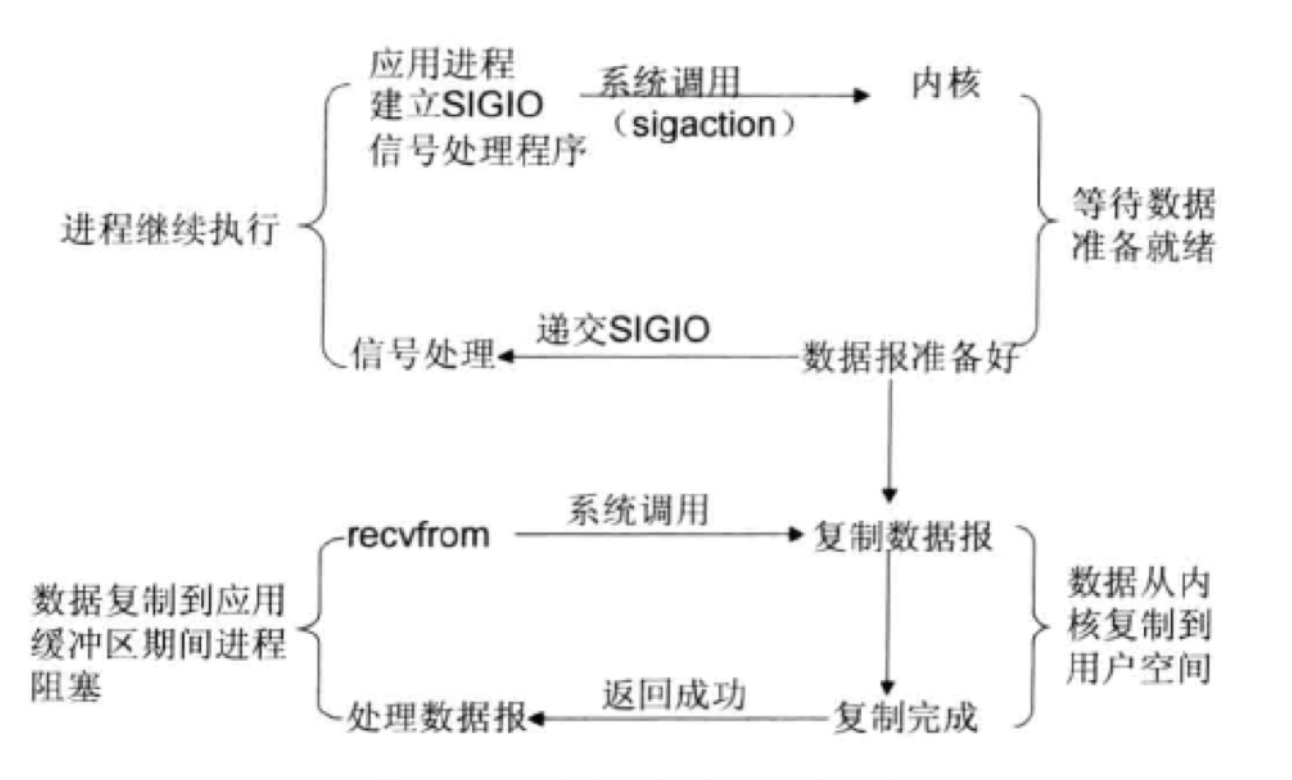 应用进程
建立SIGIO
信号处理程序
系统调用
（sigaction）
内核
进程继续执行
等待数据
准备就绪
信号处理
递交SIGIO
数据报准备好
recvfrom
系统调用
复制数据报
数据复制到应用
缓冲区期间进程
阻塞
数据从内
核复制到
用户空间
处理数据报
返回成功
复制完成